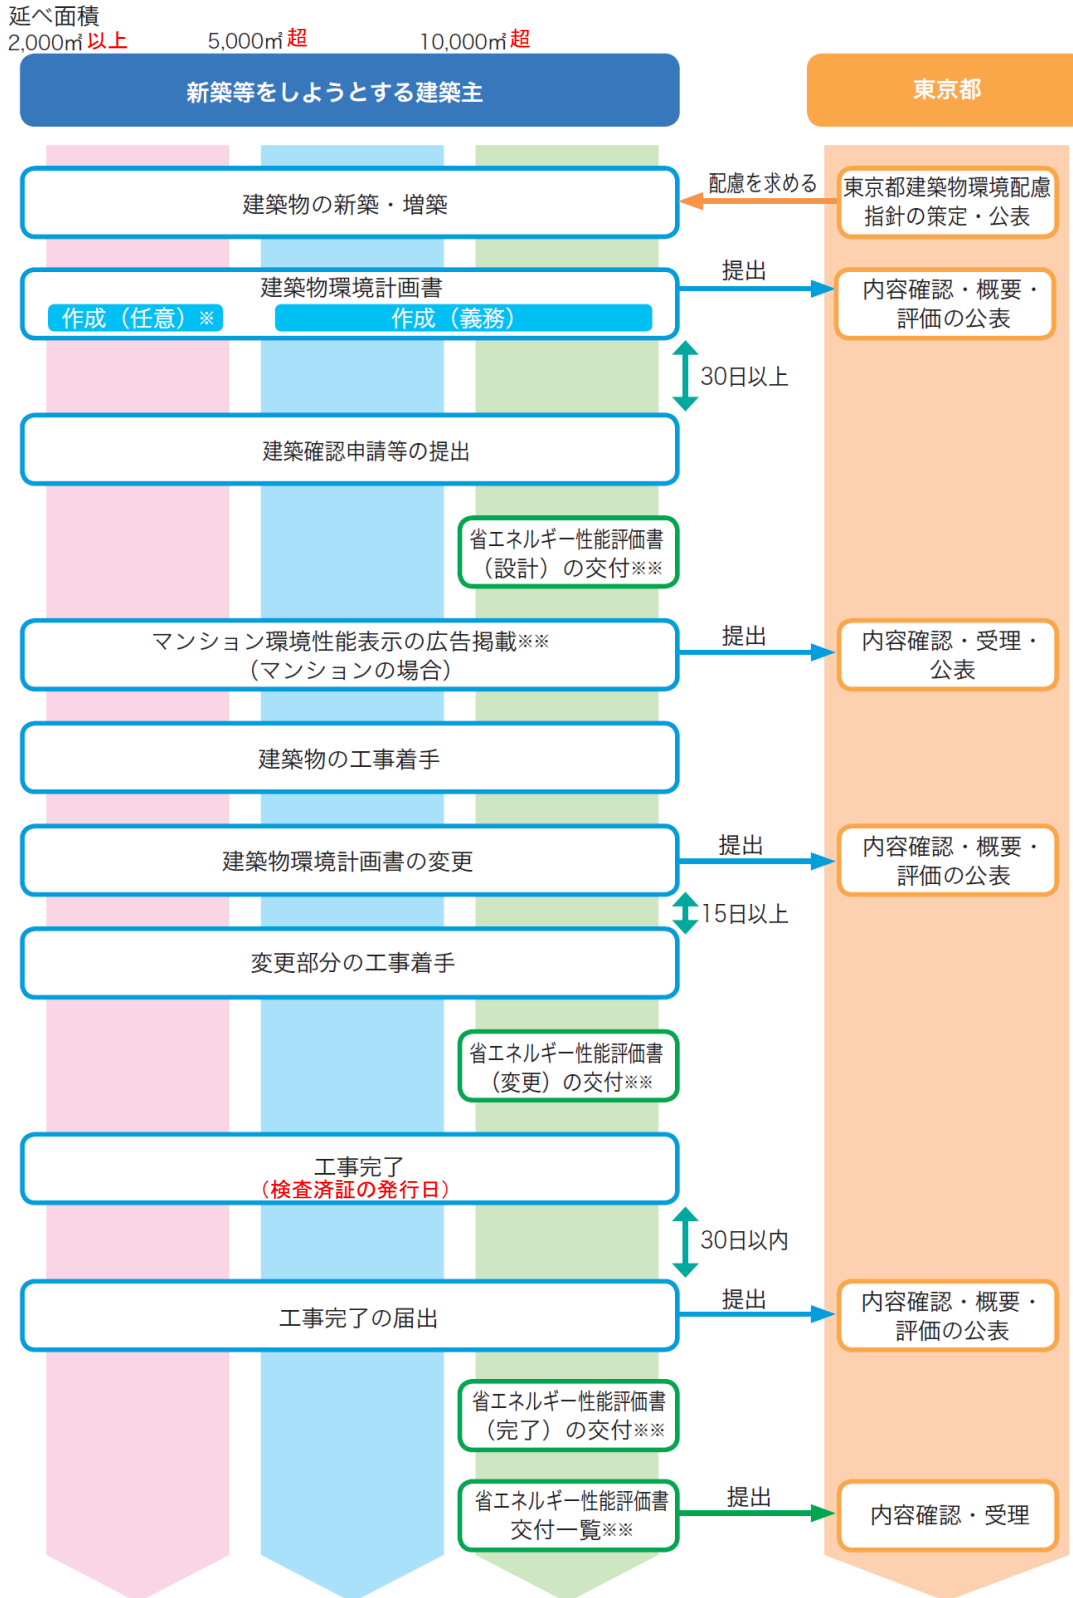 延べ面積
2,000㎡以上 5,000㎡超 10,000㎡超
新築等をしようとする建築主
東京都
建築物の新築・増築
配慮を求める
東京都建築物環境配慮
指針の策定・公表
建築物環境計画書
作成（任意）※
作成（義務）
提出
内容確認・概要・
評価の公表
30日以上
建築確認申請等の提出
省エネルギー性能評価書
（設計）の交付※※
マンション環境性能表示の広告掲載※※
（マンションの場合）
提出
内容確認・受理・
公表
建築物の工事着手
建築物環境計画書の変更
提出
内容確認・概要・
評価の公表
15日以上
変更部分の工事着手
省エネルギー性能評価書
（変更）の交付※※
工事完了
（検査済証の発行日）
30日以内
工事完了の届出
提出
内容確認・概要・
評価の公表
省エネルギー性能評価書
（完了）の交付※※
省エネルギー性能評価書
交付一覧※※
提出
内容確認・受理